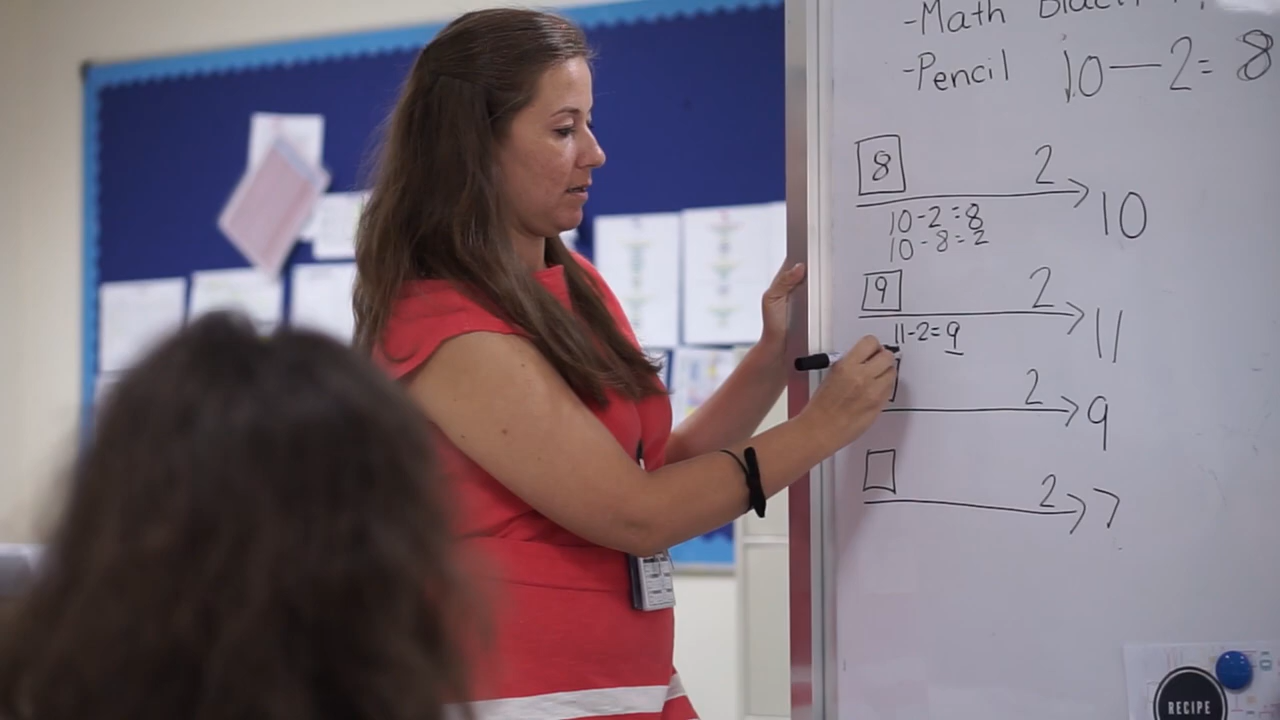 -Math
-Pencil 10 — 2 = 8
8 2 10
10-2=8
10-8=2
9 2 11
11-2=9
2 9
2 7
RECIPE